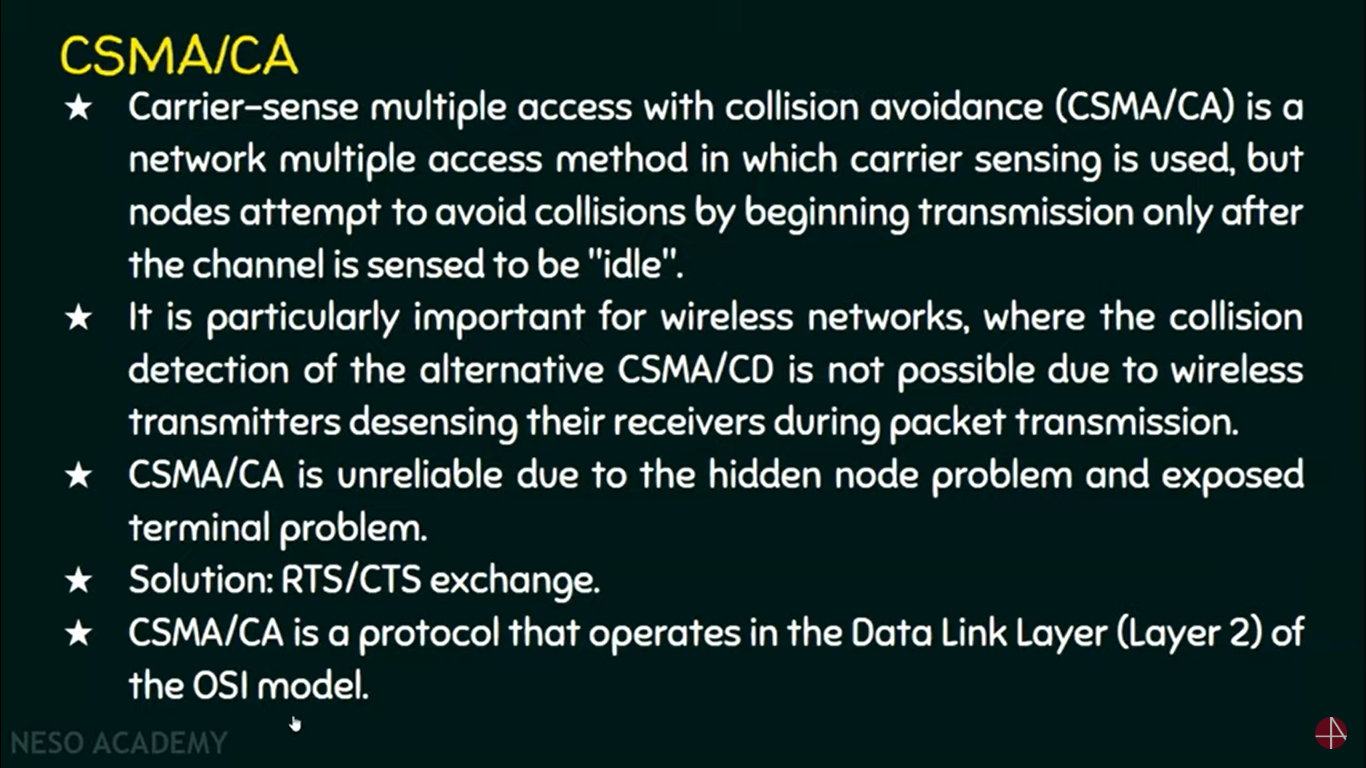 CSMA/CA
★ Carrier-sense multiple access with collision avoidance (CSMA/CA) is a
network multiple access method in which carrier sensing is used, but
nodes attempt to avoid collisions by beginning transmission only after
the channel is sensed to be "idle".
★ It is particularly important for wireless networks, where the collision
detection of the alternative CSMA/CD is not possible due to wireless
transmitters desensing their receivers during packet transmission.
★ CSMA/CA is unreliable due to the hidden node problem and exposed
terminal problem.
★ Solution: RTS/CTS exchange.
★ CSMA/CA is a protocol that operates in the Data Link Layer (Layer 2) of
the OSI model.
NESO ACADEMY